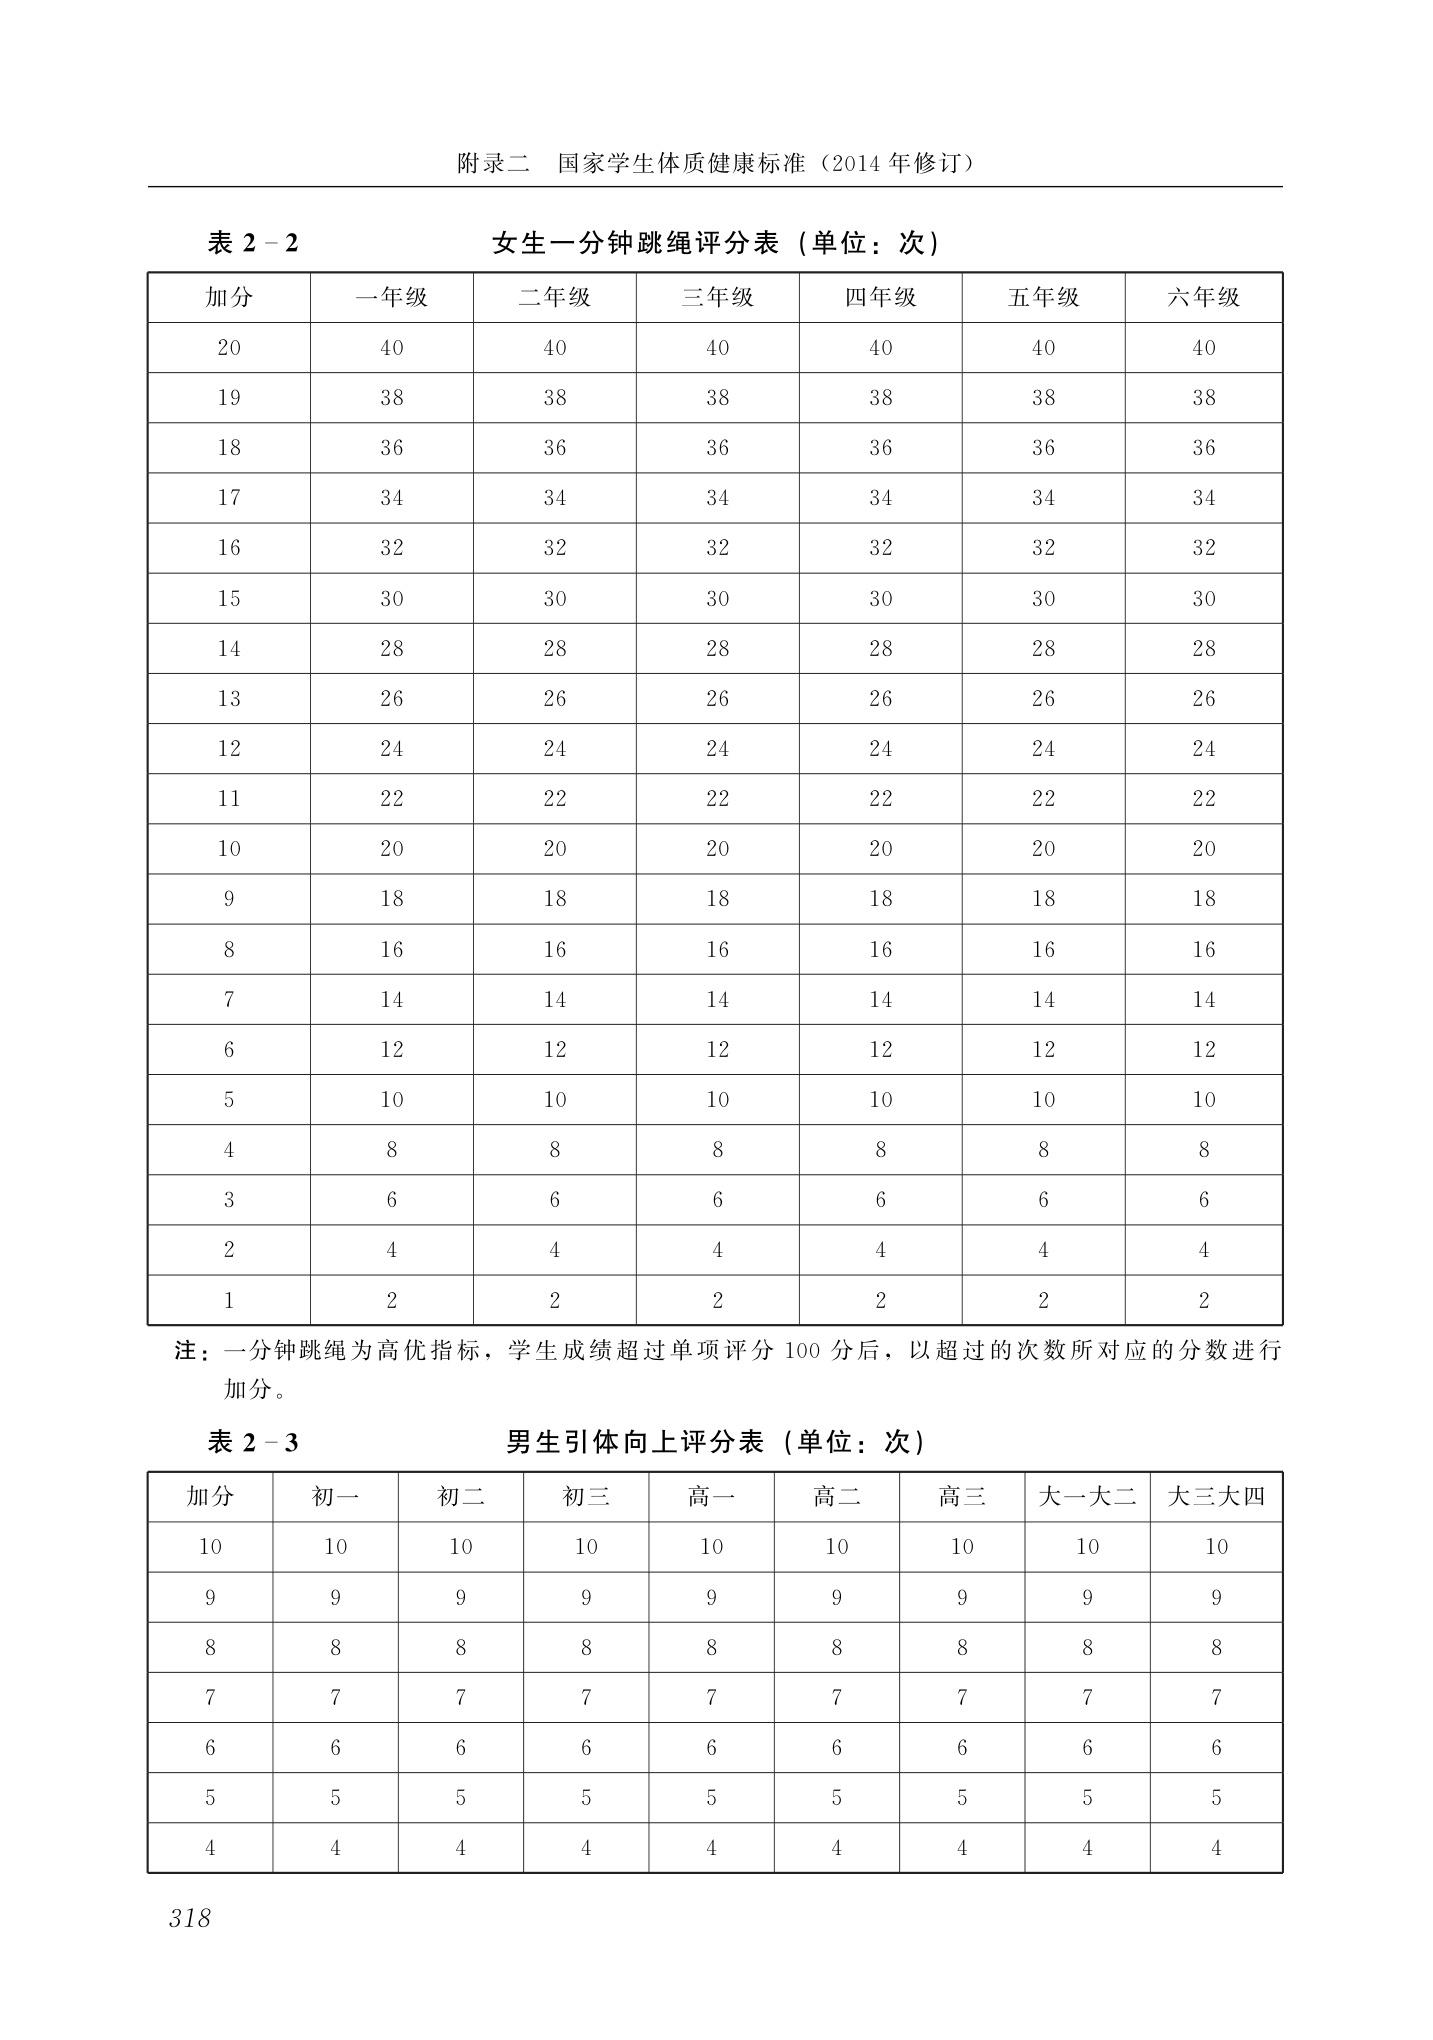 附录二 国家学生体质健康标准（2014 年修订）
表 2－2 女生一分钟跳绳评分表（单位：次）
加分 一年级 二年级 三年级 四年级 五年级 六年级
20 40 40 40 40 40 40
19 38 38 38 38 38 38
18 36 36 36 36 36 36
17 34 34 34 34 34 34
16 32 32 32 32 32 32
15 30 30 30 30 30 30
14 28 28 28 28 28 28
13 26 26 26 26 26 26
12 24 24 24 24 24 24
11 22 22 22 22 22 22
10 20 20 20 20 20 20
9 18 18 18 18 18 18
8 16 16 16 16 16 16
7 14 14 14 14 14 14
6 12 12 12 12 12 12
5 10 10 10 10 10 10
4 8 8 8 8 8 8
3 6 6 6 6 6 6
2 4 4 4 4 4 4
1 2 2 2 2 2 2
注：一分钟跳绳为高优指标，学生成绩超过单项评分 100 分后，以超过的次数所对应的分数进行
加分。
表 2－3 男生引体向上评分表（单位：次）
加分 初一 初二 初三 高一 高二 高三 大一大二 大三大四
10 10 10 10 10 10 10 10 10
9 9 9 9 9 9 9 9 9
8 8 8 8 8 8 8 8 8
7 7 7 7 7 7 7 7 7
6 6 6 6 6 6 6 6 6
5 5 5 5 5 5 5 5 5
4 4 4 4 4 4 4 4 4
318